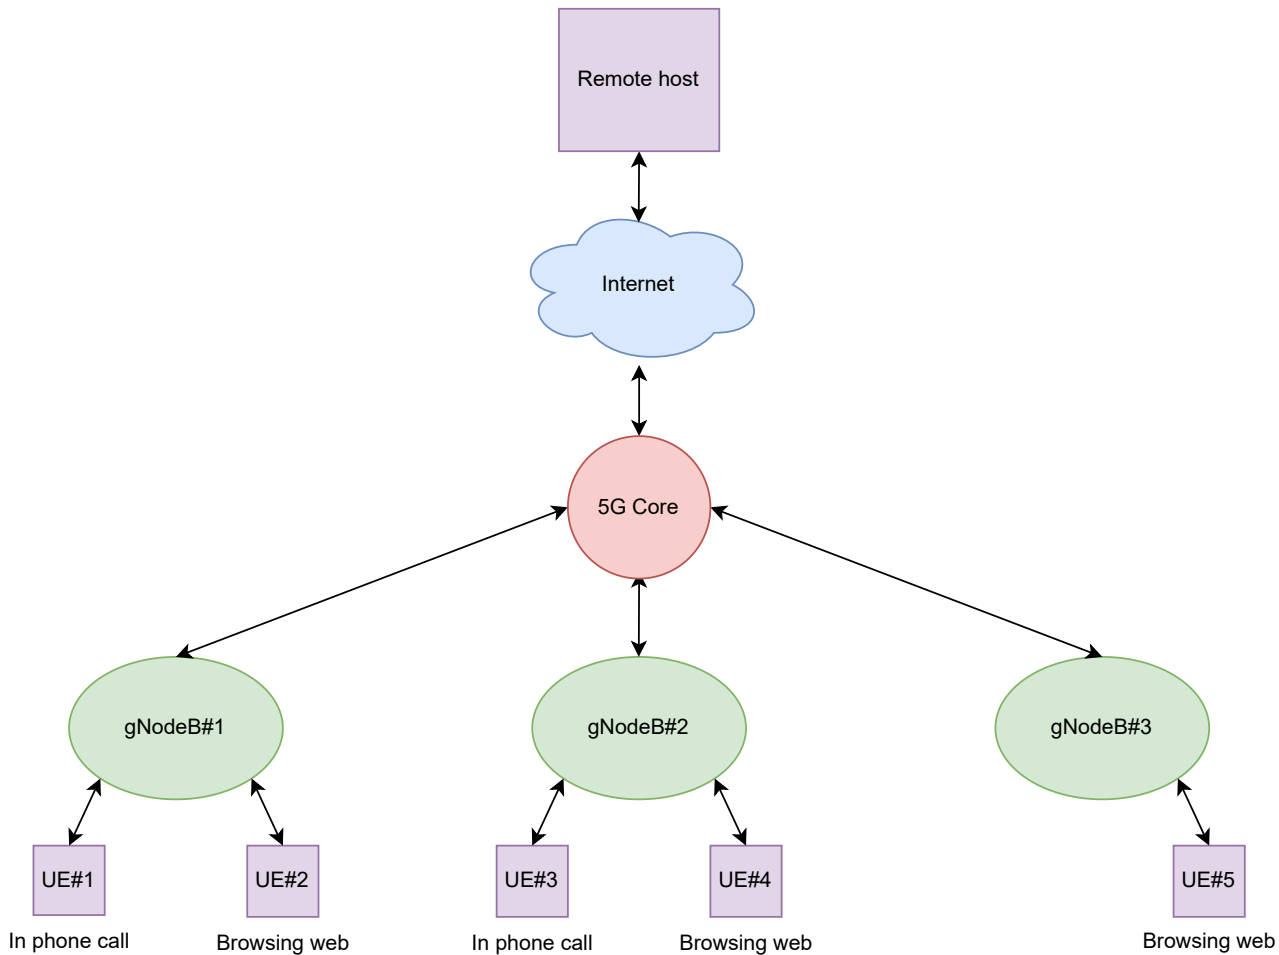 Remote host
Internet
5G Core
gNodeB#1
gNodeB#2
gNodeB#3
UE#1
UE#2
UE#3
UE#4
UE#5
In phone call
Browsing web
In phone call
Browsing web
Browsing web